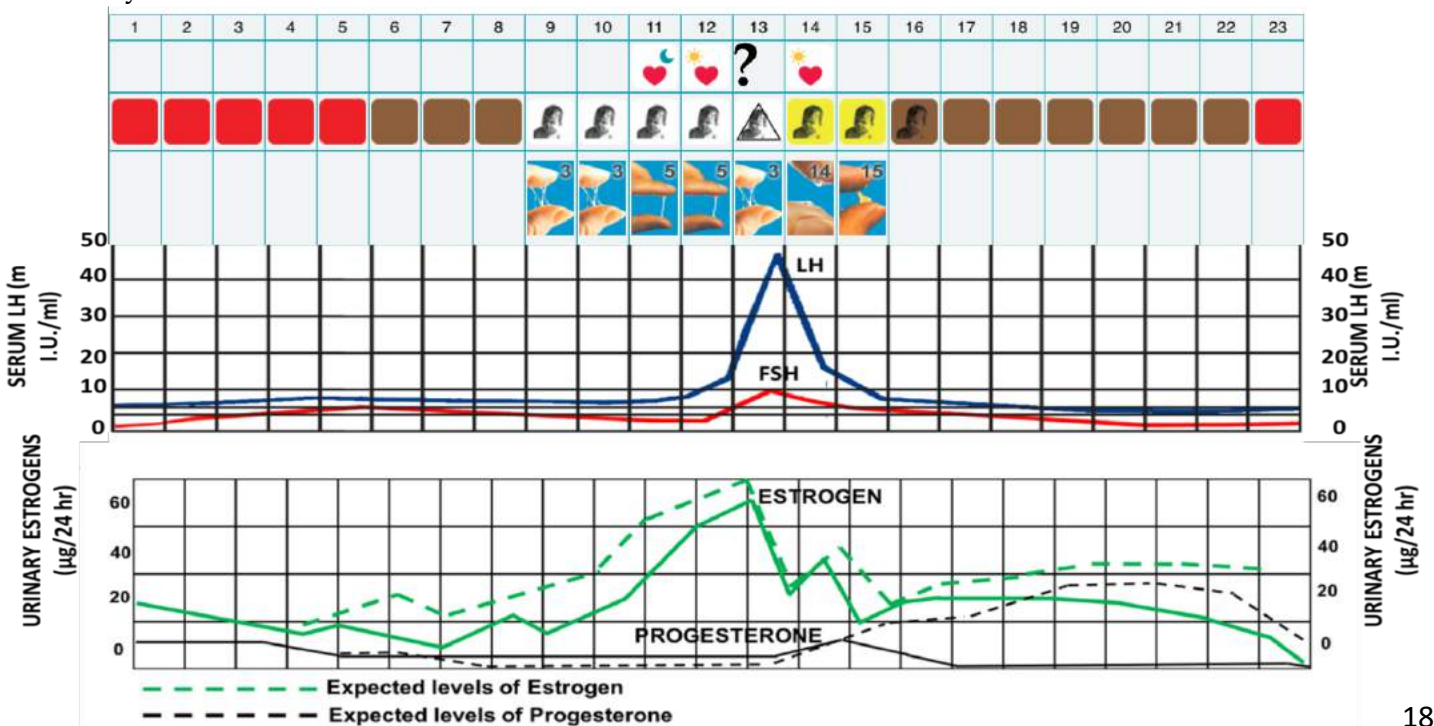 1 2 3 4 5 6 7 8 9 10 11 12 13 14 15 16 17 18 19 20 21 22 23
?
3 3 5 5 3 14 15
50 50
40 40
30 30
20 20
10 10
0 0
SERUM LH (m
I.U./ml)
LH
FSH
SERUM LH (m
I.U./ml)
URINARY ESTROGENS
(µg/24 hr)
60 60
40 40
20 20
0 0
ESTROGEN
PROGESTERONE
URINARY ESTROGENS
(µg/24 hr)
Expected levels of Estrogen
Expected levels of Progesterone
18